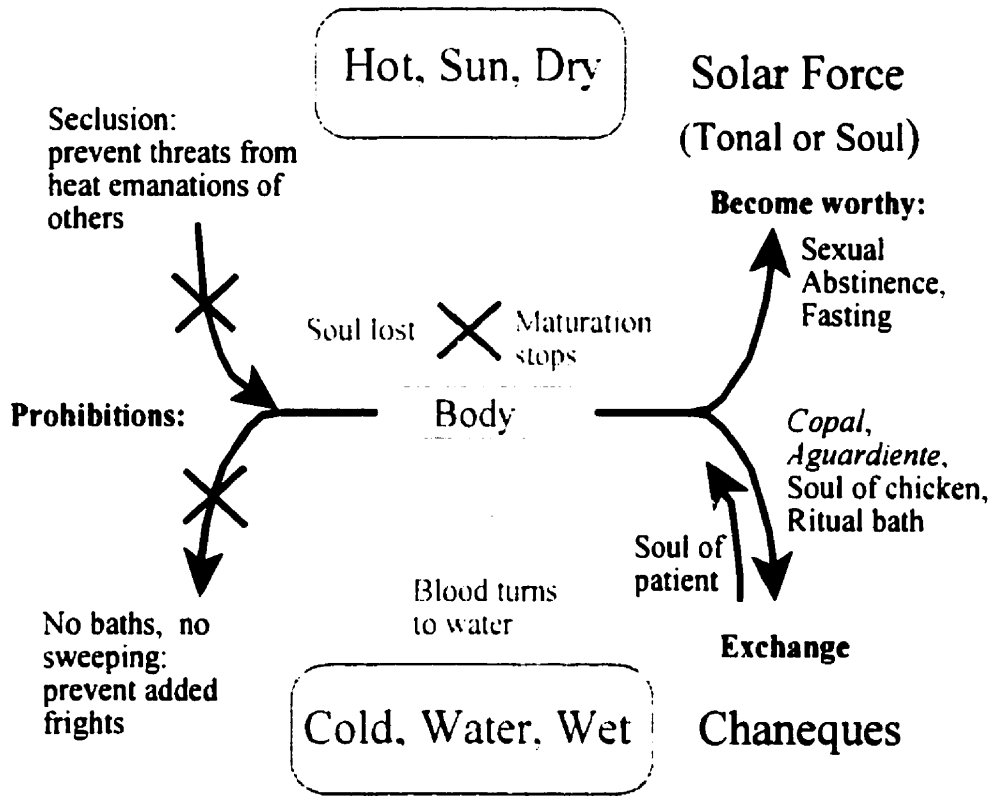 Hot, Sun, Dry
Solar Force
(Tonal or Soul)
Seclusion:
prevent threats from
heat emanations of
others
Become worthy:
Sexual
Abstinence,
Fasting
Soul lost
Maturation
stops
Prohibitions:
Body
Copal,
Aguardiente,
Soul of chicken,
Ritual bath
Soul of
patient
Blood turns
to water
No baths, no
sweeping:
prevent added
frights
Exchange
Cold, Water, Wet
Chaneques